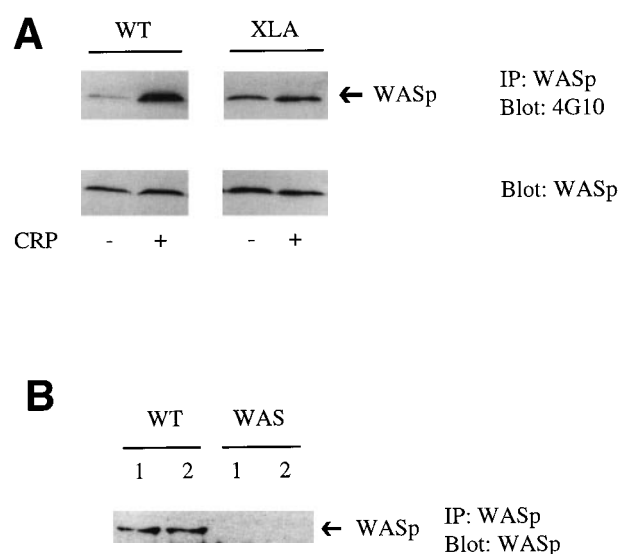 A
WT XLA
← WASp
IP: WASp
Blot: 4G10
Blot: WASp
CRP - + - +
B
WT WAS
1 2 1 2
← WASp
IP: WASp
Blot: WASp